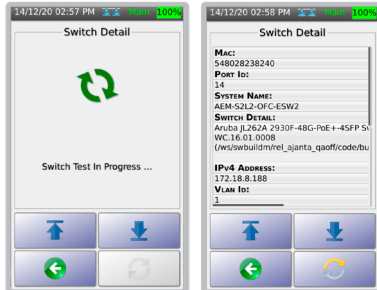 14/12/20 02:57 PM Main 100%
Switch Detail
Switch Test In Progress ...
14/12/20 02:58 PM Main 100%
Switch Detail
MAC:
548028238240
PORT ID:
14
SYSTEM NAME:
AEM-S2L2-OFC-ESW2
SWITCH DETAIL:
Aruba JL262A 2930F-48G-PoE+-4SFP SW
WC.16.01.0008
(/ws/swbuildm/rel_ajanta_qaoff/code/bu
IPV4 ADDRESS:
172.18.8.188
VLAN ID:
1